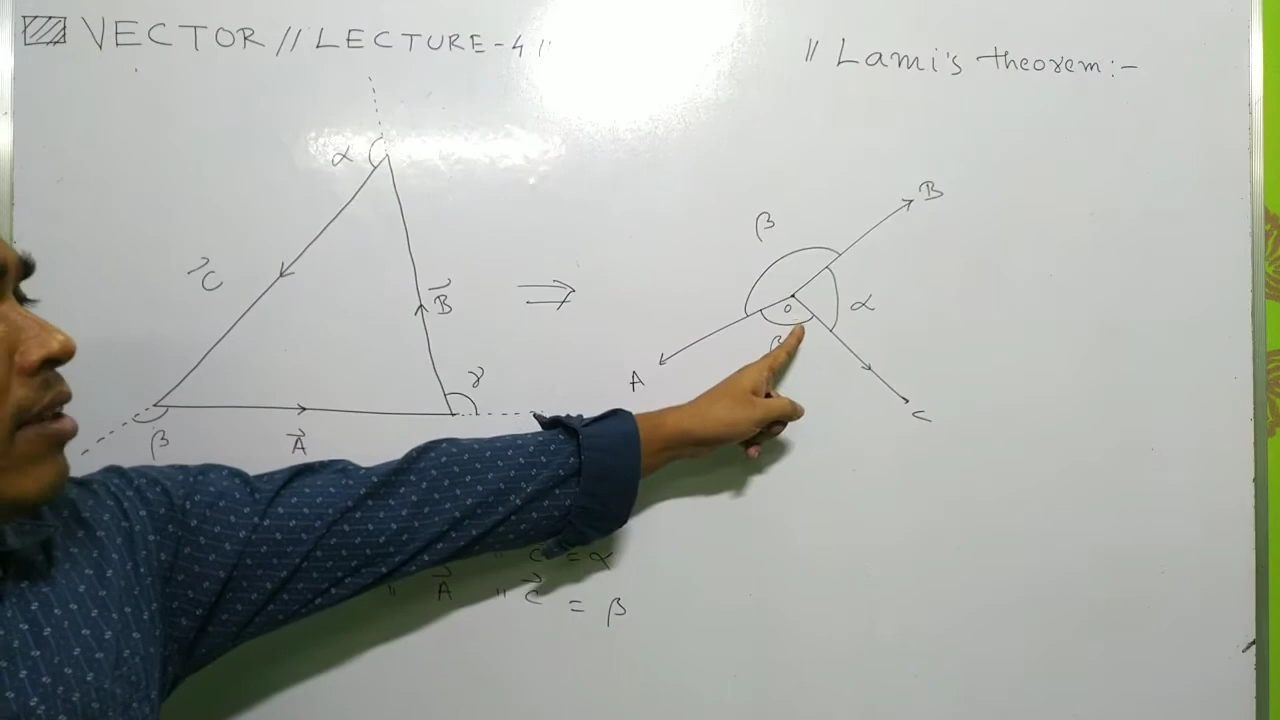 VECTOR // LECTURE-4 //
// Lami's theorem :-
α
C⃗
B⃗
γ
β
A⃗
⇒
β
B
α
O
β
A
C
" C⃗ = α
" A⃗ " C⃗ = β